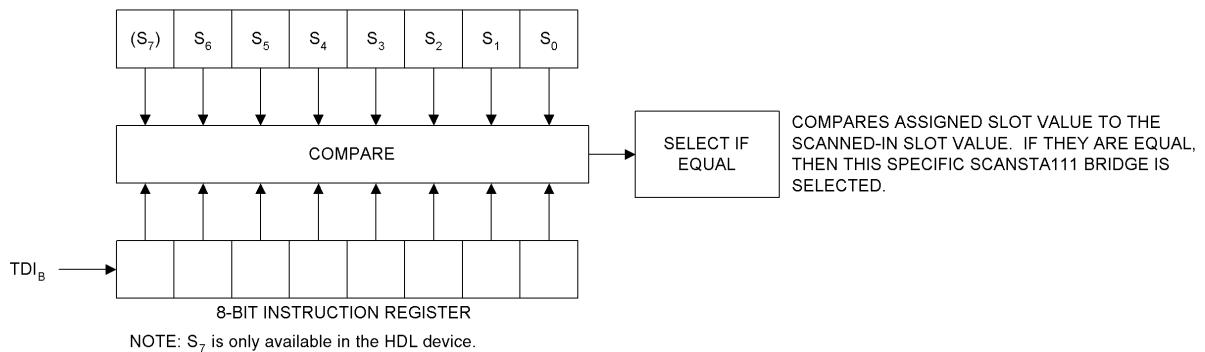 (S7) S6 S5 S4 S3 S2 S1 S0
COMPARE
SELECT IF
EQUAL
COMPARES ASSIGNED SLOT VALUE TO THE
SCANNED-IN SLOT VALUE. IF THEY ARE EQUAL,
THEN THIS SPECIFIC SCANSTA111 BRIDGE IS
SELECTED.
TDIB
8-BIT INSTRUCTION REGISTER
NOTE: S7 is only available in the HDL device.